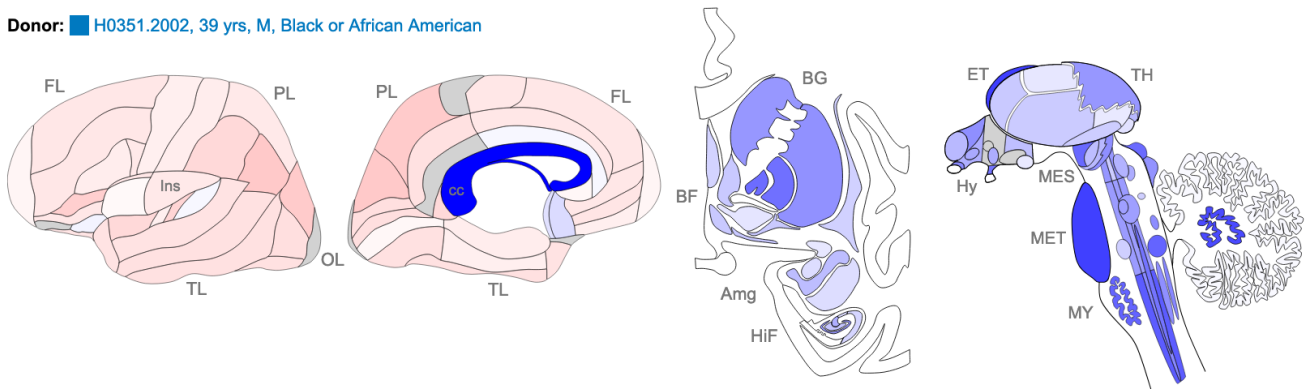 Donor: H0351.2002, 39 yrs, M, Black or African American
FL
PL
Ins
TL
OL
PL
FL
CC
TL
BG
BF
Amg
HiF
ET
TH
Hy
MES
MET
MY